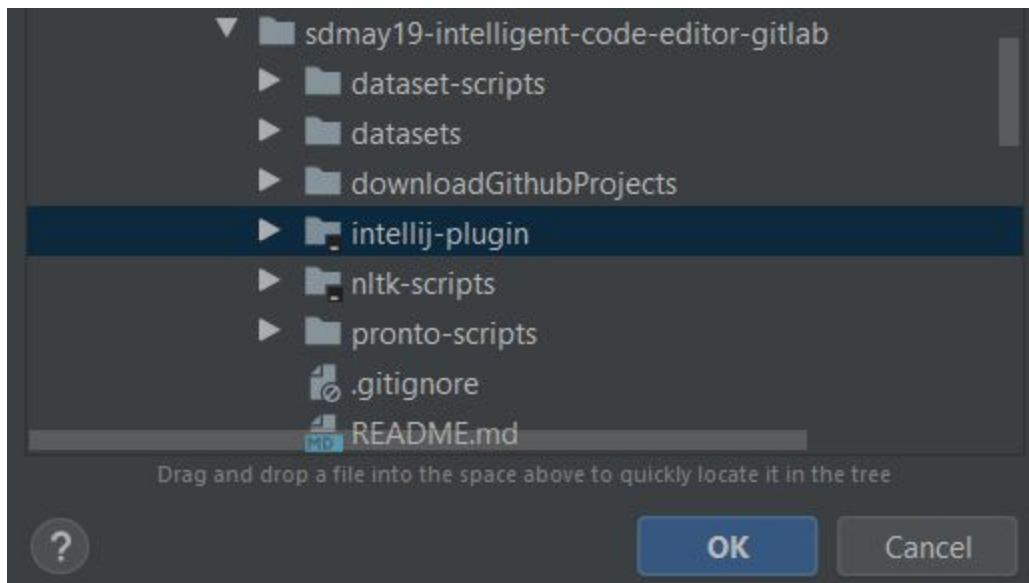 sdmay19-intelligent-code-editor-gitlab
dataset-scripts
datasets
downloadGithubProjects
intellij-plugin
nltk-scripts
pronto-scripts
.gitignore
MD README.md
Drag and drop a file into the space above to quickly locate it in the tree
? OK Cancel